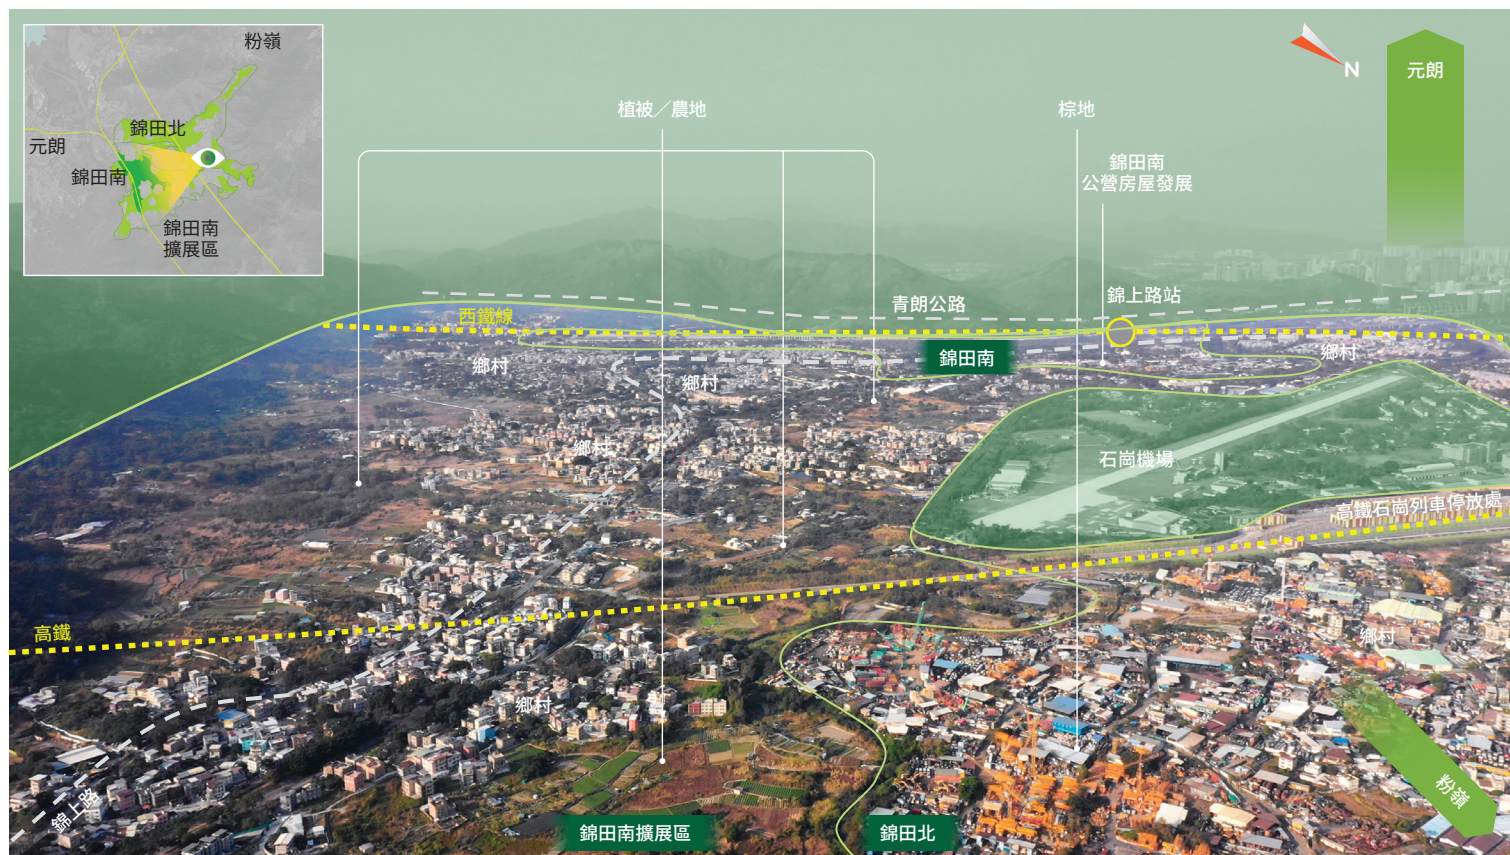 粉嶺
錦田北
元朗
錦田南
錦田南
擴展區
植被／農地
棕地
錦田南
公營房屋發展
N
元朗
青朗公路
錦上路站
西鐵線
錦田南
鄉村
鄉村
鄉村
鄉村
石崗機場
高鐵石崗列車停放處
高鐵
鄉村
鄉村
錦上路
粉嶺
錦田南擴展區
錦田北